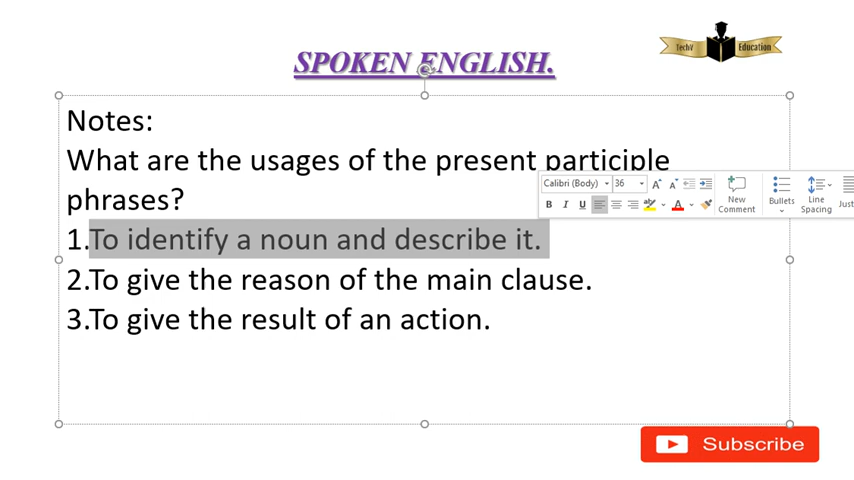 SPOKEN ENGLISH.
TechV Education
Notes:
What are the usages of the present participle
phrases?
1.To identify a noun and describe it.
2.To give the reason of the main clause.
3.To give the result of an action.
Calibri (Body) 36 A A
B I U ab A
New Comment
Bullets
Line Spacing
Just
Subscribe